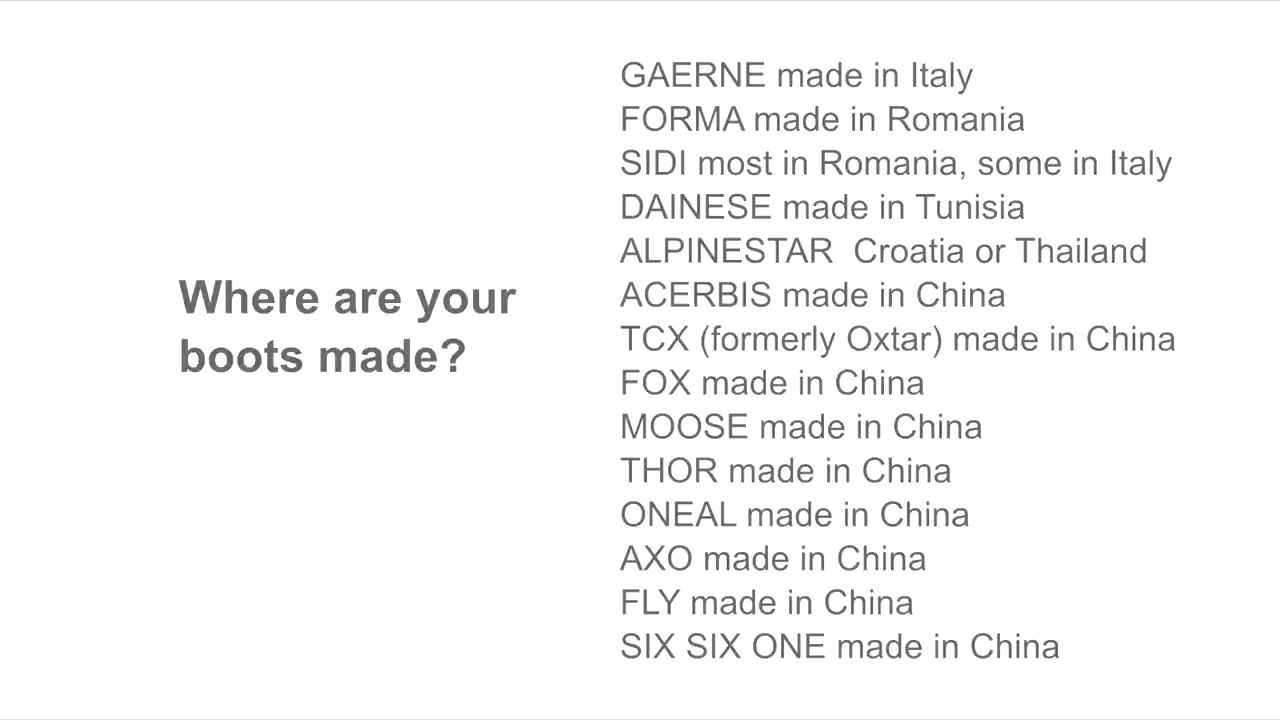 Where are your
boots made?
GAERNE made in Italy
FORMA made in Romania
SIDI most in Romania, some in Italy
DAINESE made in Tunisia
ALPINESTAR  Croatia or Thailand
ACERBIS made in China
TCX (formerly Oxtar) made in China
FOX made in China
MOOSE made in China
THOR made in China
ONEAL made in China
AXO made in China
FLY made in China
SIX SIX ONE made in China